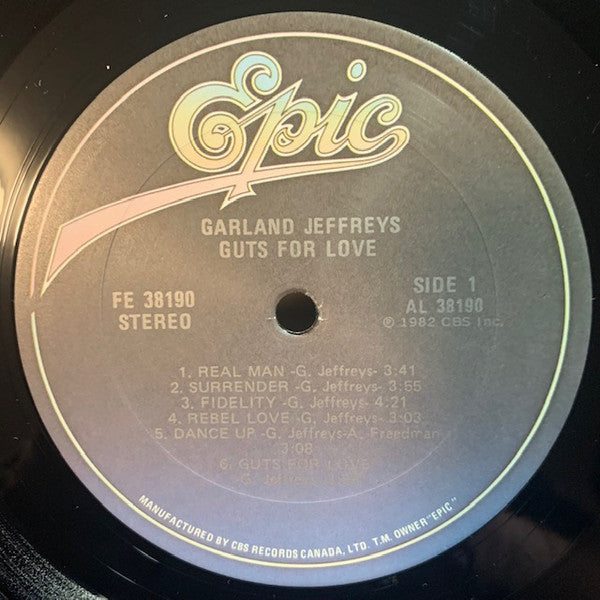 Epic
GARLAND JEFFREYS
GUTS FOR LOVE
FE 38190
STEREO
SIDE 1
AL 38190
℗ 1982 CBS Inc.
1. REAL MAN -G. Jeffreys- 3:41
2. SURRENDER -G. Jeffreys- 3:55
3. FIDELITY -G. Jeffreys- 4:21
4. REBEL LOVE -G. Jeffreys- 3:03
5. DANCE UP -G. Jeffreys-A. Freedman
3:08
6. GUTS FOR LOVE
G. Jeffreys
MANUFACTURED BY CBS RECORDS CANADA, LTD. T.M. OWNER "EPIC"